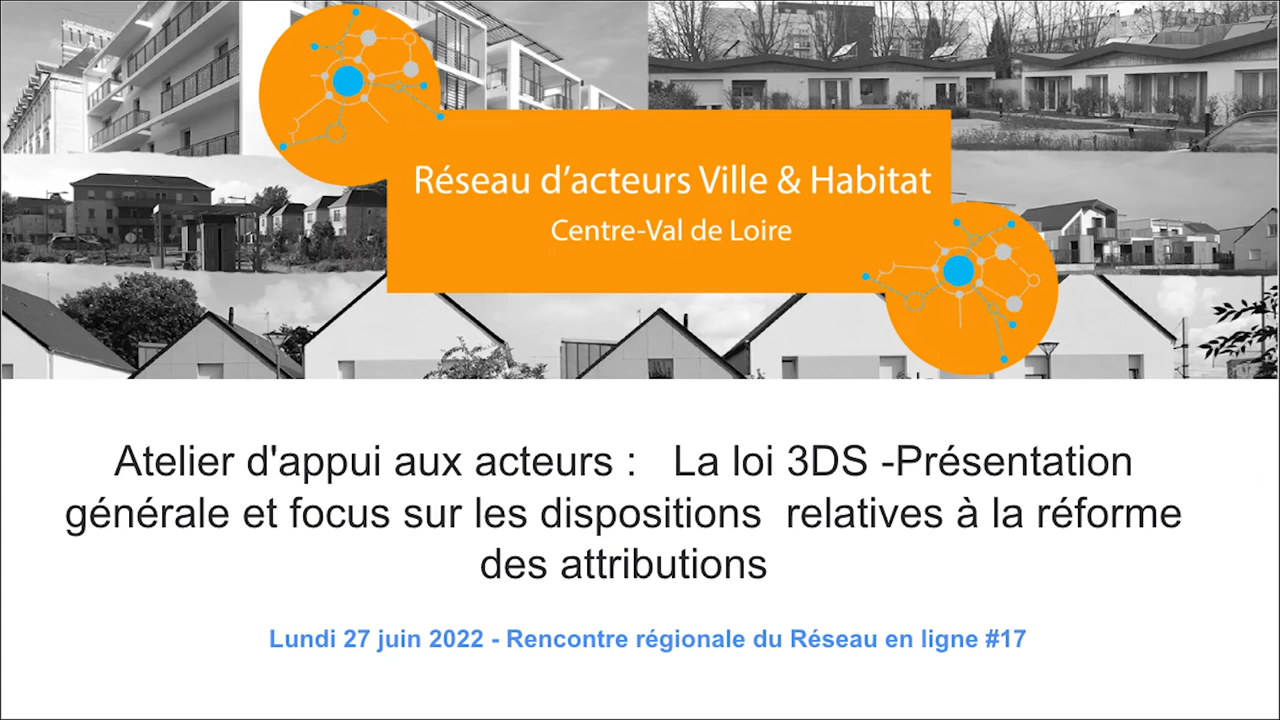 Réseau d'acteurs Ville & Habitat
Centre-Val de Loire
Atelier d'appui aux acteurs :   La loi 3DS -Présentation
générale et focus sur les dispositions  relatives à la réforme
des attributions
Lundi 27 juin 2022 - Rencontre régionale du Réseau en ligne #17